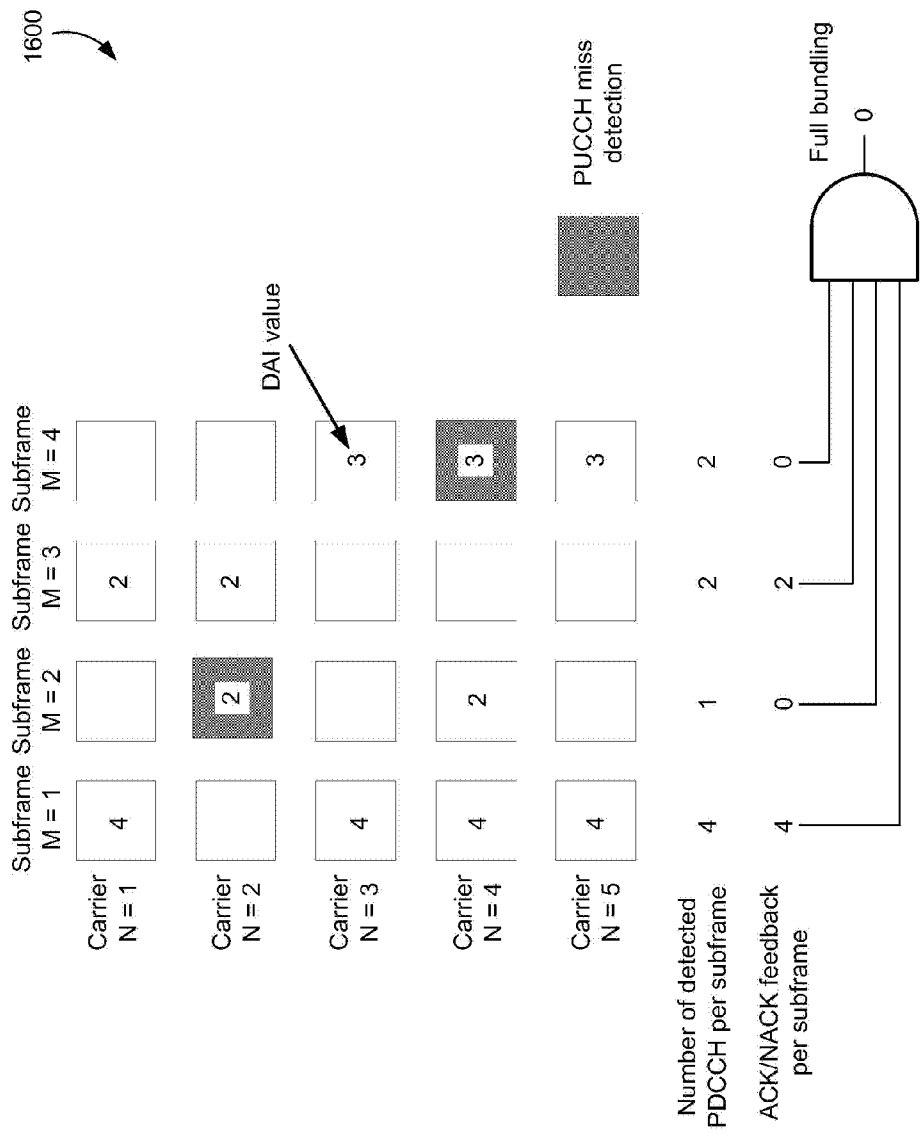 1600
Subframe
M = 1
Subframe
M = 2
Subframe
M = 3
Subframe
M = 4
Carrier
N = 1
4
2
Carrier
N = 2
2
2
DAI value
Carrier
N = 3
4
3
Carrier
N = 4
4
2
3
Carrier
N = 5
4
3
PUCCH miss
detection
Number of detected
PDCCH per subframe
4
1
2
2
ACK/NACK feedback
per subframe
4
0
2
0
Full bundling
0